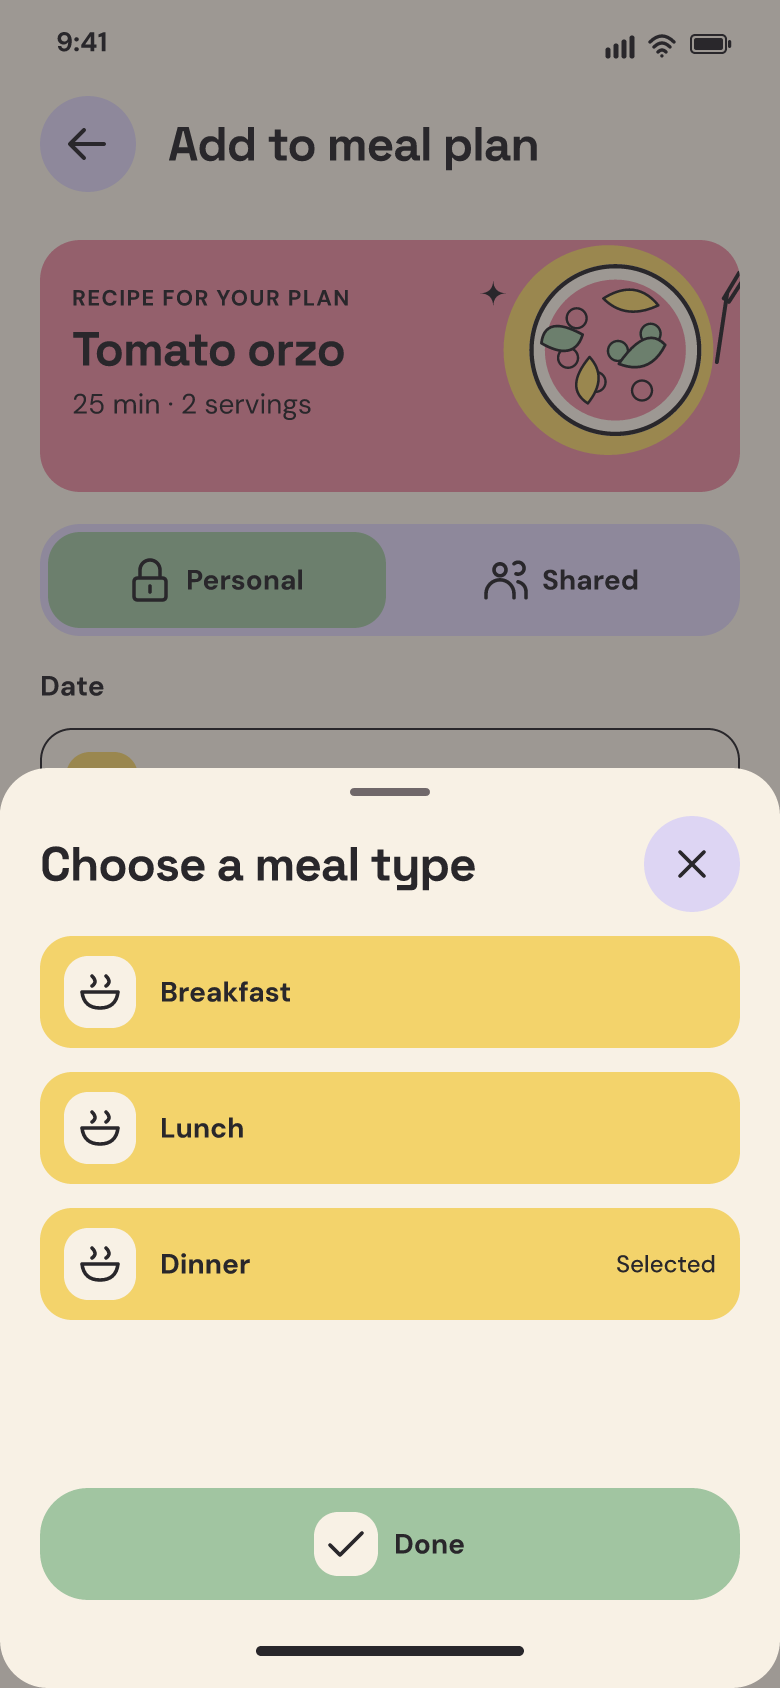 9:41
Add to meal plan
RECIPE FOR YOUR PLAN
Tomato orzo
25 min · 2 servings
Personal
Shared
Date
Choose a meal type
Breakfast
Lunch
Dinner
Selected
Done